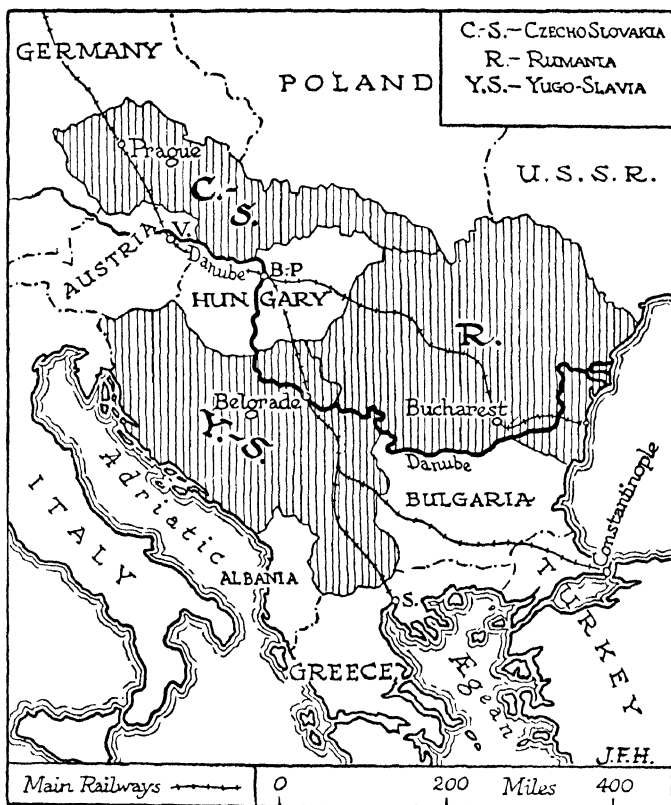 C.-S.– CZECHO SLOVAKIA
R.– RUMANIA
Y.S.– YUGO-SLAVIA
GERMANY
POLAND
U.S.S.R.
Prague
C.-S.
V.
AUSTRIA
Danube
B.-P
HUNGARY
R.
Belgrade
Bucharest
Y.-S.
Danube
BULGARIA
Constantinople
Adriatic
ITALY
ALBANIA
S.
TURKEY
GREECE
Ægean
J.F.H.
Main Railways
0 200 Miles 400